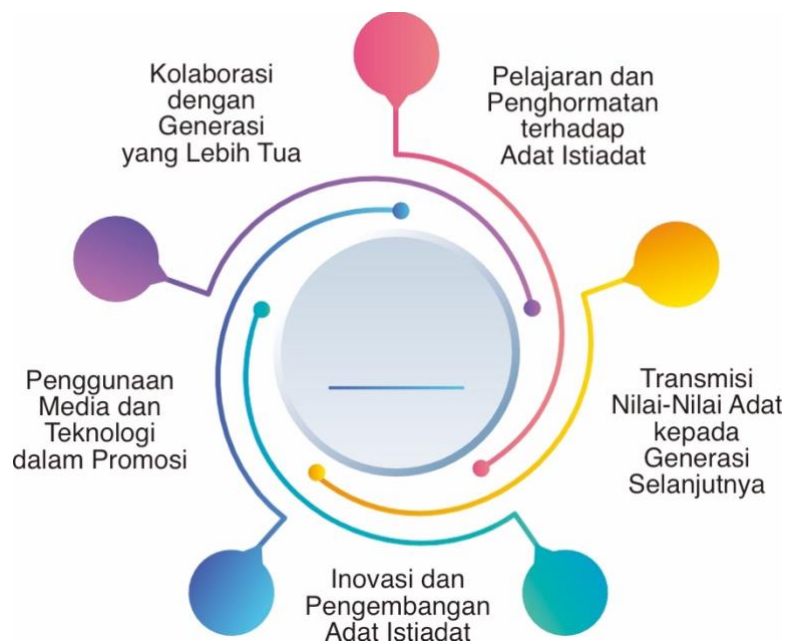 Kolaborasi
dengan
Generasi
yang Lebih Tua
Pelajaran dan
Penghormatan
terhadap
Adat Istiadat
Penggunaan
Media dan
Teknologi
dalam Promosi
Transmisi
Nilai-Nilai Adat
kepada
Generasi
Selanjutnya
Inovasi dan
Pengembangan
Adat Istiadat